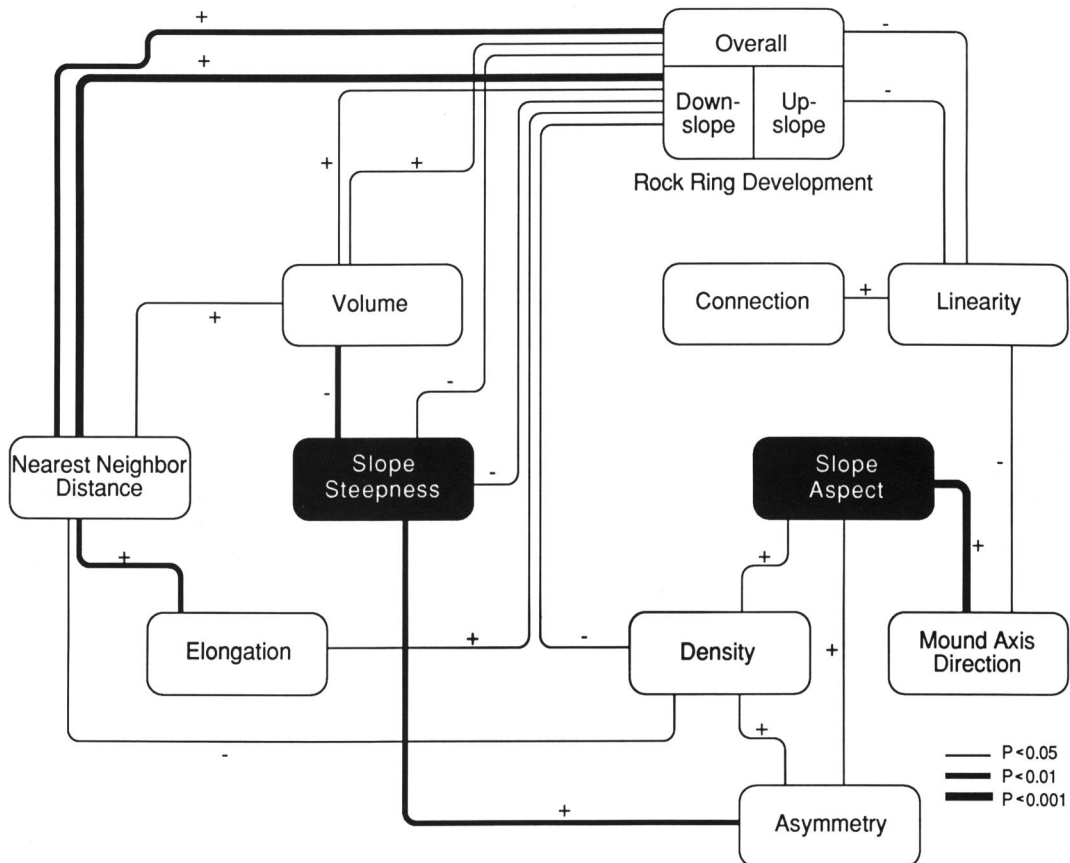 +
Overall
-
+
-
Down-
slope
Up-
slope
+
+
Rock Ring Development
Volume
Connection
+
Linearity
+
-
-
Nearest Neighbor
Distance
Slope
Steepness
-
Slope
Aspect
-
+
+
+
Elongation
+
-
Density
+
Mound Axis
Direction
-
+
P<0.05
P<0.01
P<0.001
+
Asymmetry